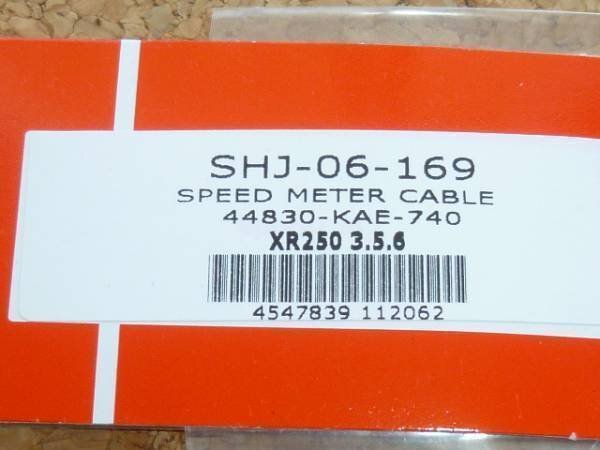 SHJ-06-169
SPEED METER CABLE
44830-KAE-740
XR250 3.5.6
4547839 112062